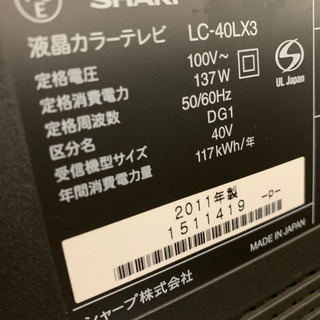 SHARP
液晶カラーテレビ LC-40LX3
定格電圧 100V~
定格消費電力 137W
定格周波数 50/60Hz
区分名 DG1
受信機型サイズ 40V
年間消費電力量 117kWh/年
UL Japan
2011年製
1511419 -p-
シャープ株式会社
MADE IN JAPAN